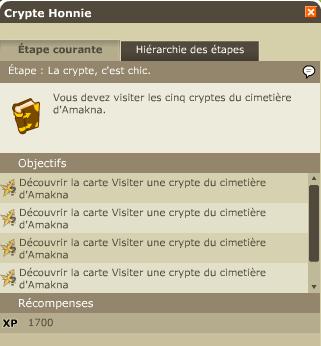 Crypte Honnie
Étape courante
Hiérarchie des étapes
Étape : La crypte, c'est chic.
Vous devez visiter les cinq cryptes du cimetière
d'Amakna.
Objectifs
Découvrir la carte Visiter une crypte du cimetière
d'Amakna
Découvrir la carte Visiter une crypte du cimetière
d'Amakna
Découvrir la carte Visiter une crypte du cimetière
d'Amakna
Découvrir la carte Visiter une crypte du cimetière
d'Amakna
Récompenses
XP 1700